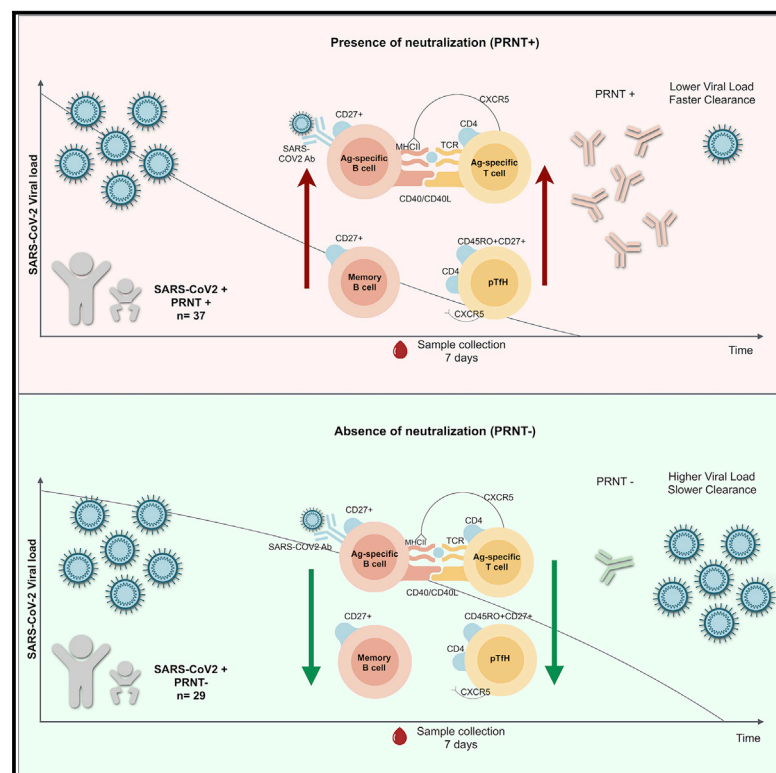 Presence of neutralization (PRNT+)
SARS-CoV-2 Viral load
CD27+
SARS-
COV2 Ab
Ag-specific
B cell
MHCII
TCR
CD4
CXCR5
Ag-specific
T cell
CD40/CD40L
PRNT +
Lower Viral Load
Faster Clearance
CD27+
Memory
B cell
CD45RO+CD27+
CD4
pTfH
CXCR5
SARS-CoV2 +
PRNT +
n= 37
Sample collection
7 days
Time
Absence of neutralization (PRNT-)
SARS-COV-2 Viral load
CD27+
SARS-COV2 Ab
Ag-specific
B cell
MHCII
TCR
CD4
CXCR5
Ag-specific
T cell
CD40/CD40L
PRNT -
Higher Viral Load
Slower Clearance
CD27+
Memory
B cell
CD45RO+CD27+
CD4
pTfH
CXCR5
SARS-CoV2 +
PRNT-
n= 29
Sample collection
7 days
Time